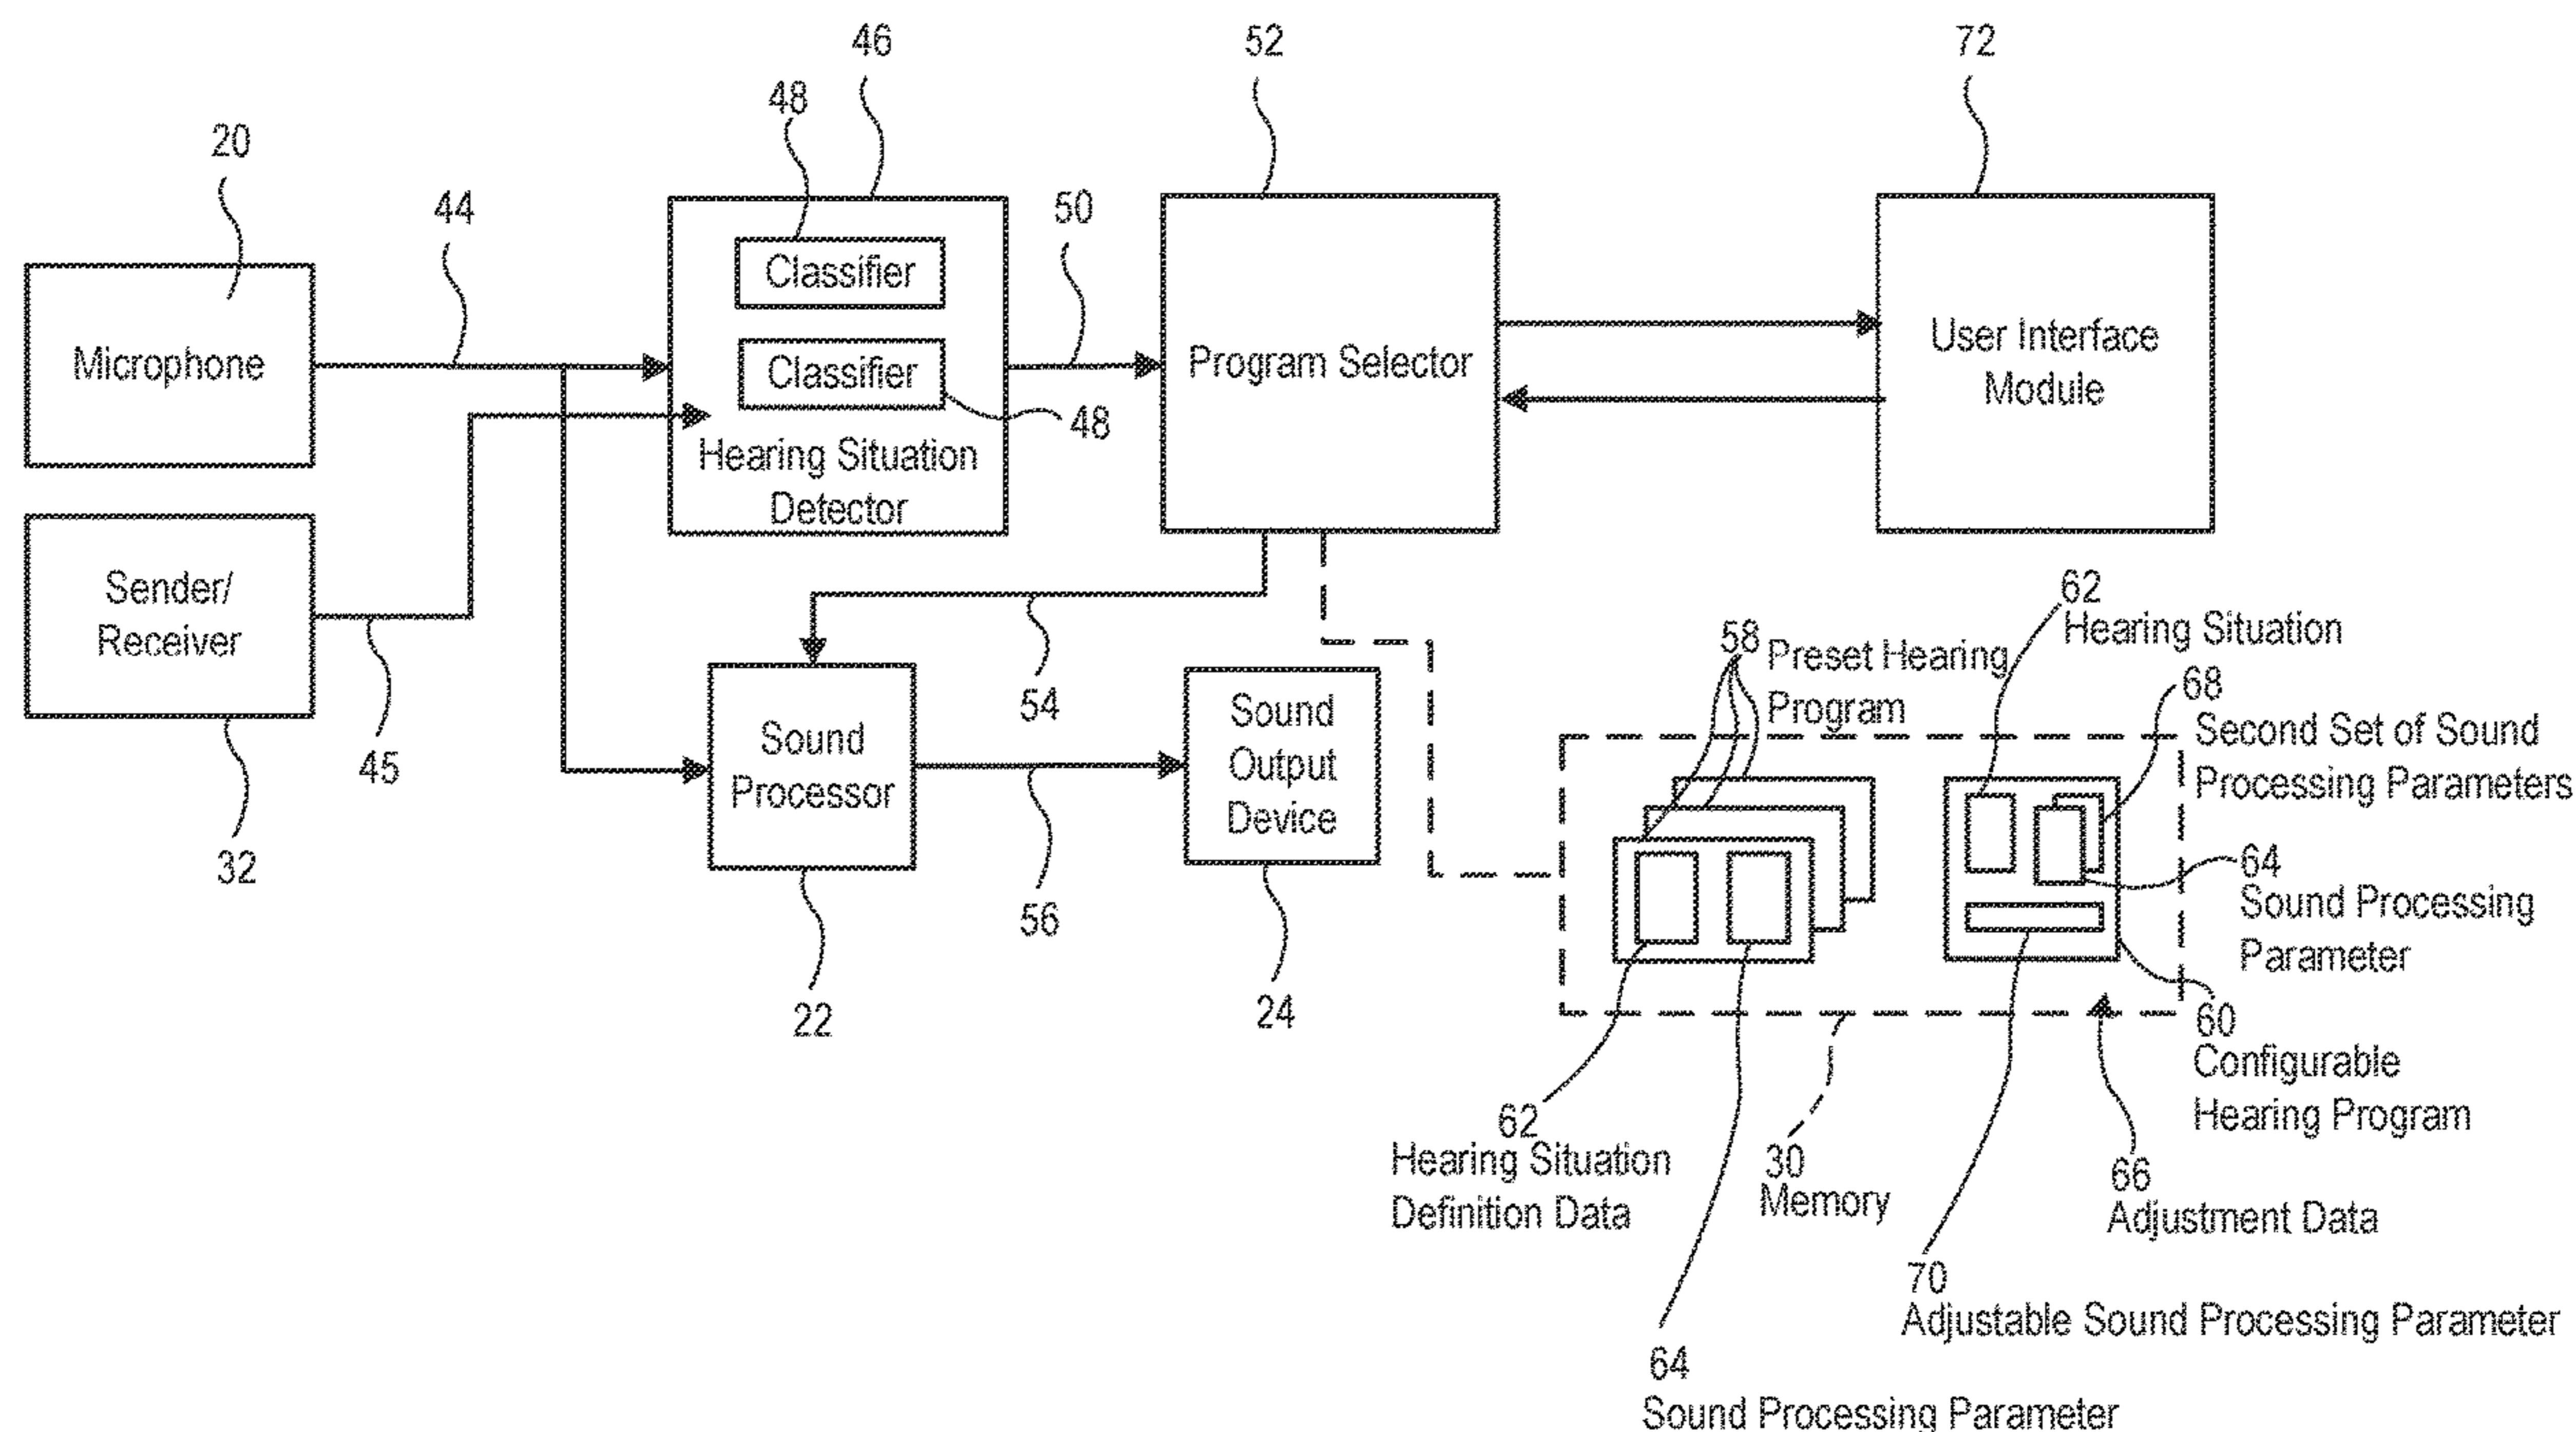 46
52
72
48
20
44
50
Classifier
Microphone
Classifier
48
Hearing Situation
Detector
Program Selector
User Interface
Module
Sender/
Receiver
45
32
54
Sound
Processor
22
56
Sound
Output
Device
24
62
Hearing Situation
58
Preset Hearing
Program
68
Second Set of Sound
Processing Parameters
64
Sound Processing
Parameter
60
Configurable
Hearing Program
62
Hearing Situation
Definition Data
30
Memory
66
Adjustment Data
70
Adjustable Sound Processing Parameter
64
Sound Processing Parameter